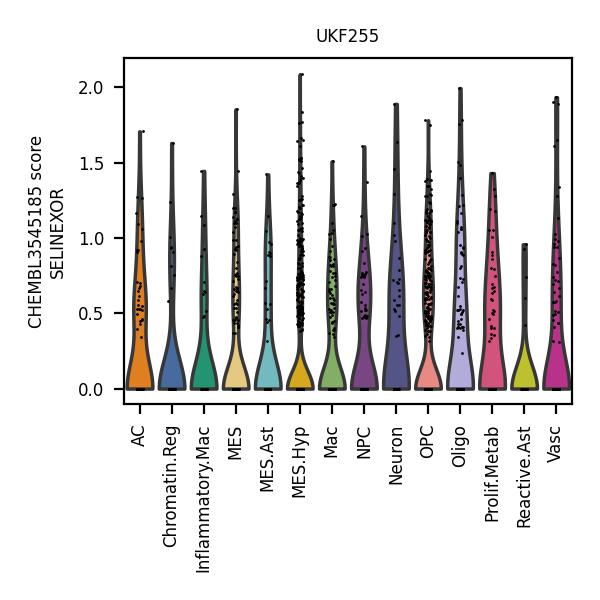 UKF255
CHEMBL3545185 score
SELINEXOR
2.0
1.5
1.0
0.5
0.0
AC
Chromatin.Reg
Inflammatory.Mac
MES
MES.Ast
MES.Hyp
Mac
NPC
Neuron
OPC
Oligo
Prolif.Metab
Reactive.Ast
Vasc